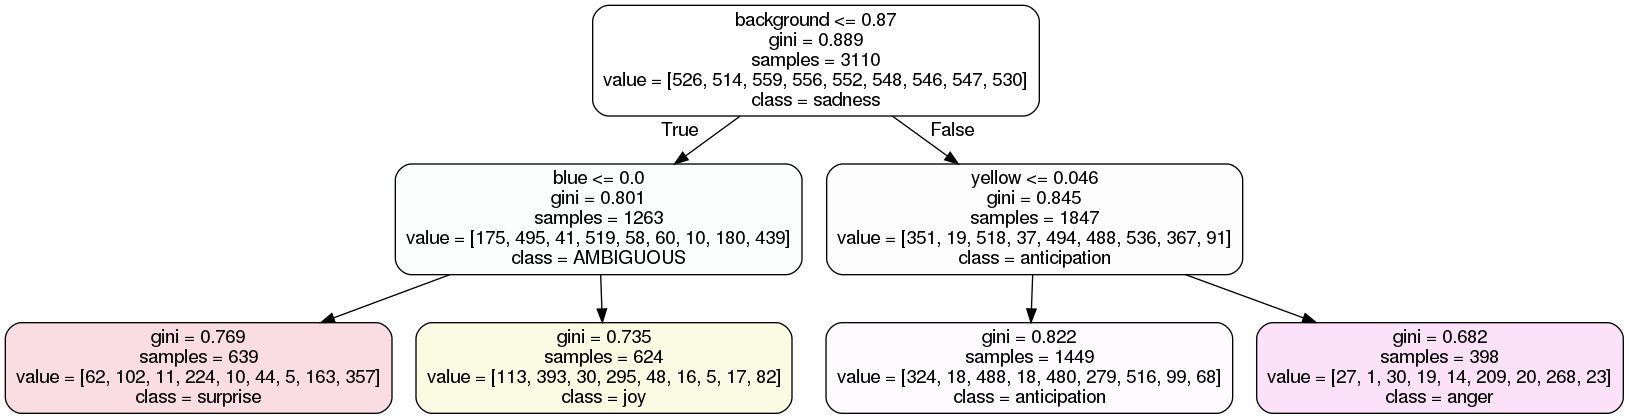 background <= 0.87
gini = 0.889
samples = 3110
value = [526, 514, 559, 556, 552, 548, 546, 547, 530]
class = sadness
True
False
blue <= 0.0
gini = 0.801
samples = 1263
value = [175, 495, 41, 519, 58, 60, 10, 180, 439]
class = AMBIGUOUS
yellow <= 0.046
gini = 0.845
samples = 1847
value = [351, 19, 518, 37, 494, 488, 536, 367, 91]
class = anticipation
gini = 0.769
samples = 639
value = [62, 102, 11, 224, 10, 44, 5, 163, 357]
class = surprise
gini = 0.735
samples = 624
value = [113, 393, 30, 295, 48, 16, 5, 17, 82]
class = joy
gini = 0.822
samples = 1449
value = [324, 18, 488, 18, 480, 279, 516, 99, 68]
class = anticipation
gini = 0.682
samples = 398
value = [27, 1, 30, 19, 14, 209, 20, 268, 23]
class = anger